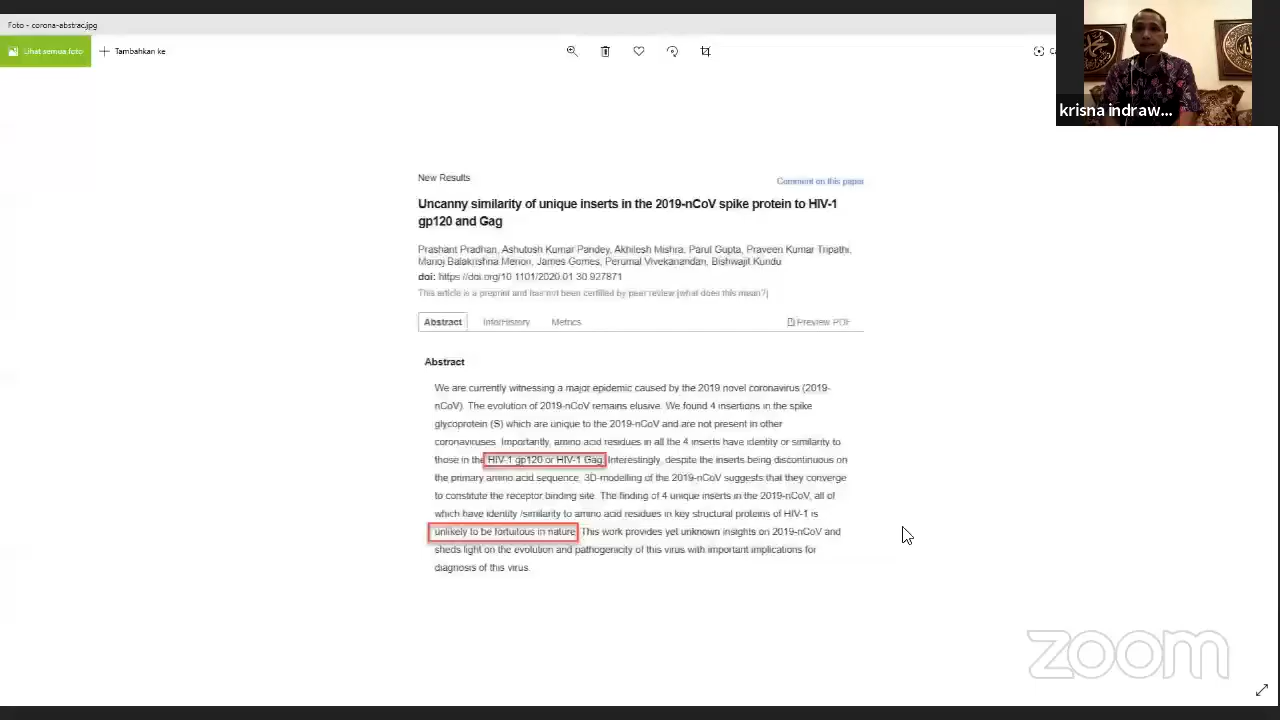 Foto - corona-abstrac.jpg
Lihat semua foto
Tambahkan ke
krisna indraw...
New Results
Comment on this paper
Uncanny similarity of unique inserts in the 2019-nCoV spike protein to HIV-1
gp120 and Gag
Prashant Pradhan, Ashutosh Kumar Pandey, Akhilesh Mishra, Parul Gupta, Praveen Kumar Tripathi,
Manoj Balakrishna Menon, James Gomes, Perumal Vivekanandan, Bishwajit Kundu
doi: https://doi.org/10.1101/2020.01.30.927871
This article is a preprint and has not been certified by peer review [what does this mean?]
Abstract
Info/History
Metrics
Preview PDF
Abstract
We are currently witnessing a major epidemic caused by the 2019 novel coronavirus (2019-
nCoV). The evolution of 2019-nCoV remains elusive. We found 4 insertions in the spike
glycoprotein (S) which are unique to the 2019-nCoV and are not present in other
coronaviruses. Importantly, amino acid residues in all the 4 inserts have identity or similarity to
those in the HIV-1 gp120 or HIV-1 Gag. Interestingly, despite the inserts being discontinuous on
the primary amino acid sequence, 3D-modelling of the 2019-nCoV suggests that they converge
to constitute the receptor binding site. The finding of 4 unique inserts in the 2019-nCoV, all of
which have identity /similarity to amino acid residues in key structural proteins of HIV-1 is
unlikely to be fortuitous in nature. This work provides yet unknown insights on 2019-nCoV and
sheds light on the evolution and pathogenicity of this virus with important implications for
diagnosis of this virus.
zoom